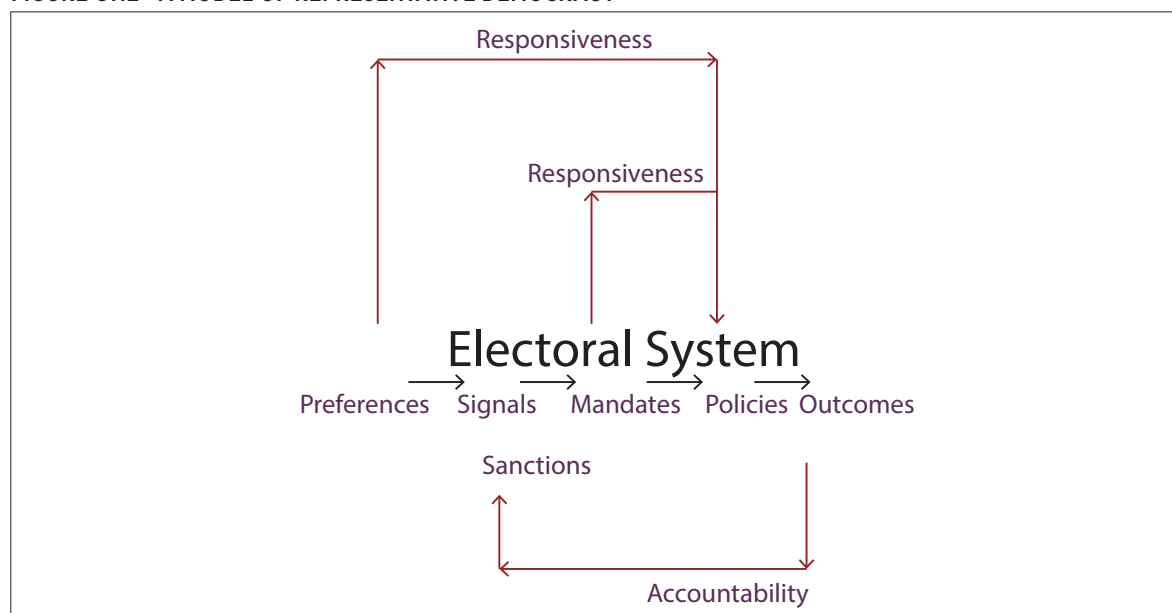 Responsiveness
Responsiveness
Electoral System
Preferences Signals Mandates Policies Outcomes
Sanctions
Accountability